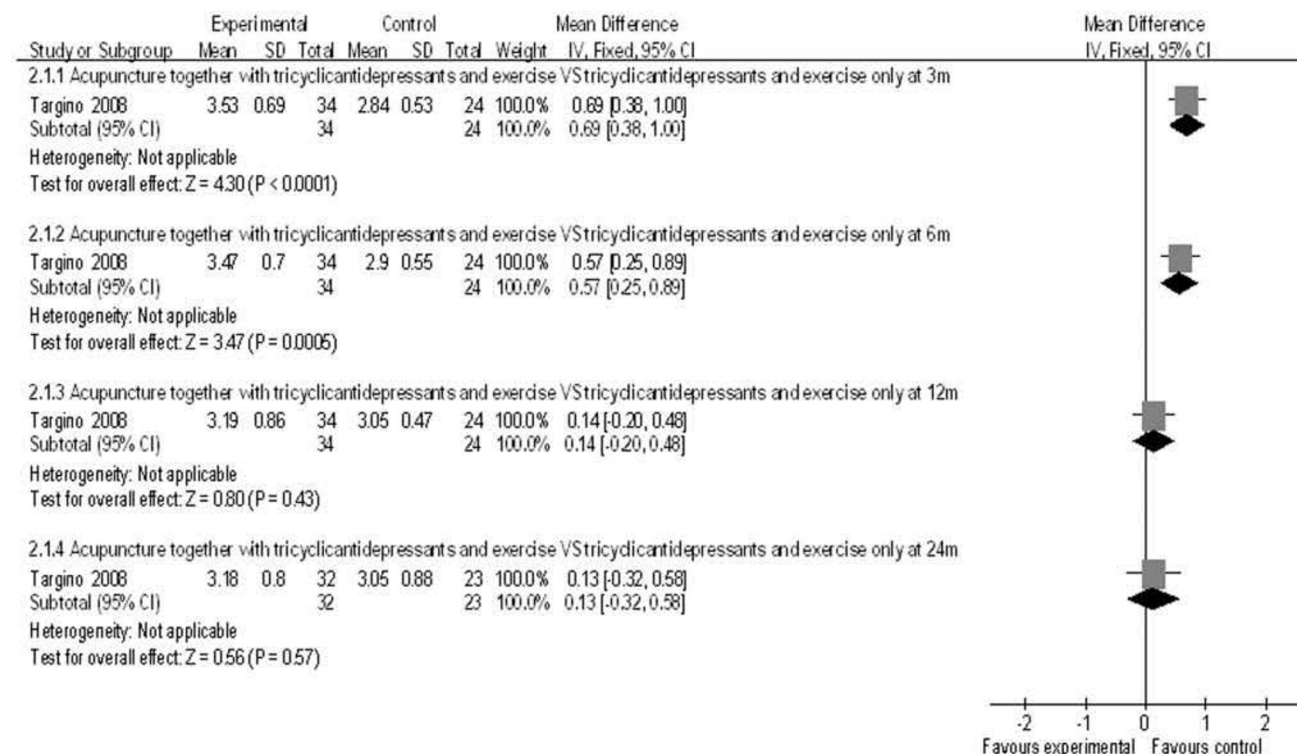 Experimental Control Mean Difference Mean Difference
Study or Subgroup Mean SD Total Mean SD Total Weight IV, Fixed, 95% CI IV, Fixed, 95% CI
2.1.1 Acupuncture together with tricyclicantidepressants and exercise VS tricyclicantidepressants and exercise only at 3m
Targino 2008 3.53 0.69 34 2.84 0.53 24 100.0% 0.69 [0.38, 1.00]
Subtotal (95% CI) 34 24 100.0% 0.69 [0.38, 1.00]
Heterogeneity: Not applicable
Test for overall effect: Z = 4.30 (P < 0.0001)
2.1.2 Acupuncture together with tricyclicantidepressants and exercise VS tricyclicantidepressants and exercise only at 6m
Targino 2008 3.47 0.7 34 2.9 0.55 24 100.0% 0.57 [0.25, 0.89]
Subtotal (95% CI) 34 24 100.0% 0.57 [0.25, 0.89]
Heterogeneity: Not applicable
Test for overall effect: Z = 3.47 (P = 0.0005)
2.1.3 Acupuncture together with tricyclicantidepressants and exercise VS tricyclicantidepressants and exercise only at 12m
Targino 2008 3.19 0.86 34 3.05 0.47 24 100.0% 0.14 [-0.20, 0.48]
Subtotal (95% CI) 34 24 100.0% 0.14 [-0.20, 0.48]
Heterogeneity: Not applicable
Test for overall effect: Z = 0.80 (P = 0.43)
2.1.4 Acupuncture together with tricyclicantidepressants and exercise VS tricyclicantidepressants and exercise only at 24m
Targino 2008 3.18 0.8 32 3.05 0.88 23 100.0% 0.13 [-0.32, 0.58]
Subtotal (95% CI) 32 23 100.0% 0.13 [-0.32, 0.58]
Heterogeneity: Not applicable
Test for overall effect: Z = 0.56 (P = 0.57)
-2 -1 0 1 2
Favours experimental Favours control